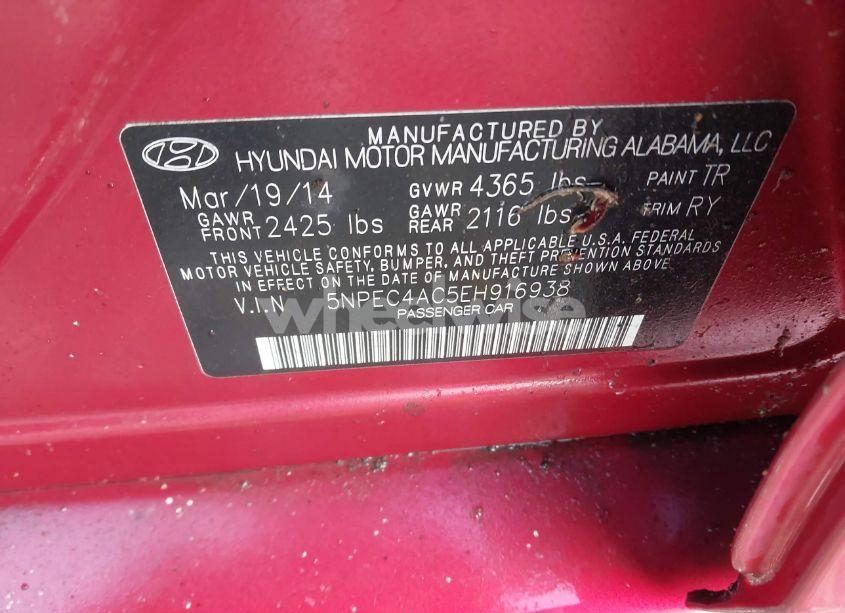 MANUFACTURED BY
HYUNDAI MOTOR MANUFACTURING ALABAMA, LLC
Mar/19/14 GVWR 4365 lbs PAINT TR
GAWR FRONT 2425 lbs GAWR REAR 2116 lbs TRIM RY
THIS VEHICLE CONFORMS TO ALL APPLICABLE U.S.A. FEDERAL
MOTOR VEHICLE SAFETY, BUMPER, AND THEFT PREVENTION STANDARDS
IN EFFECT ON THE DATE OF MANUFACTURE SHOWN ABOVE
V.I.N 5NPEC4AC5EH916938
PASSENGER CAR
wheelwise